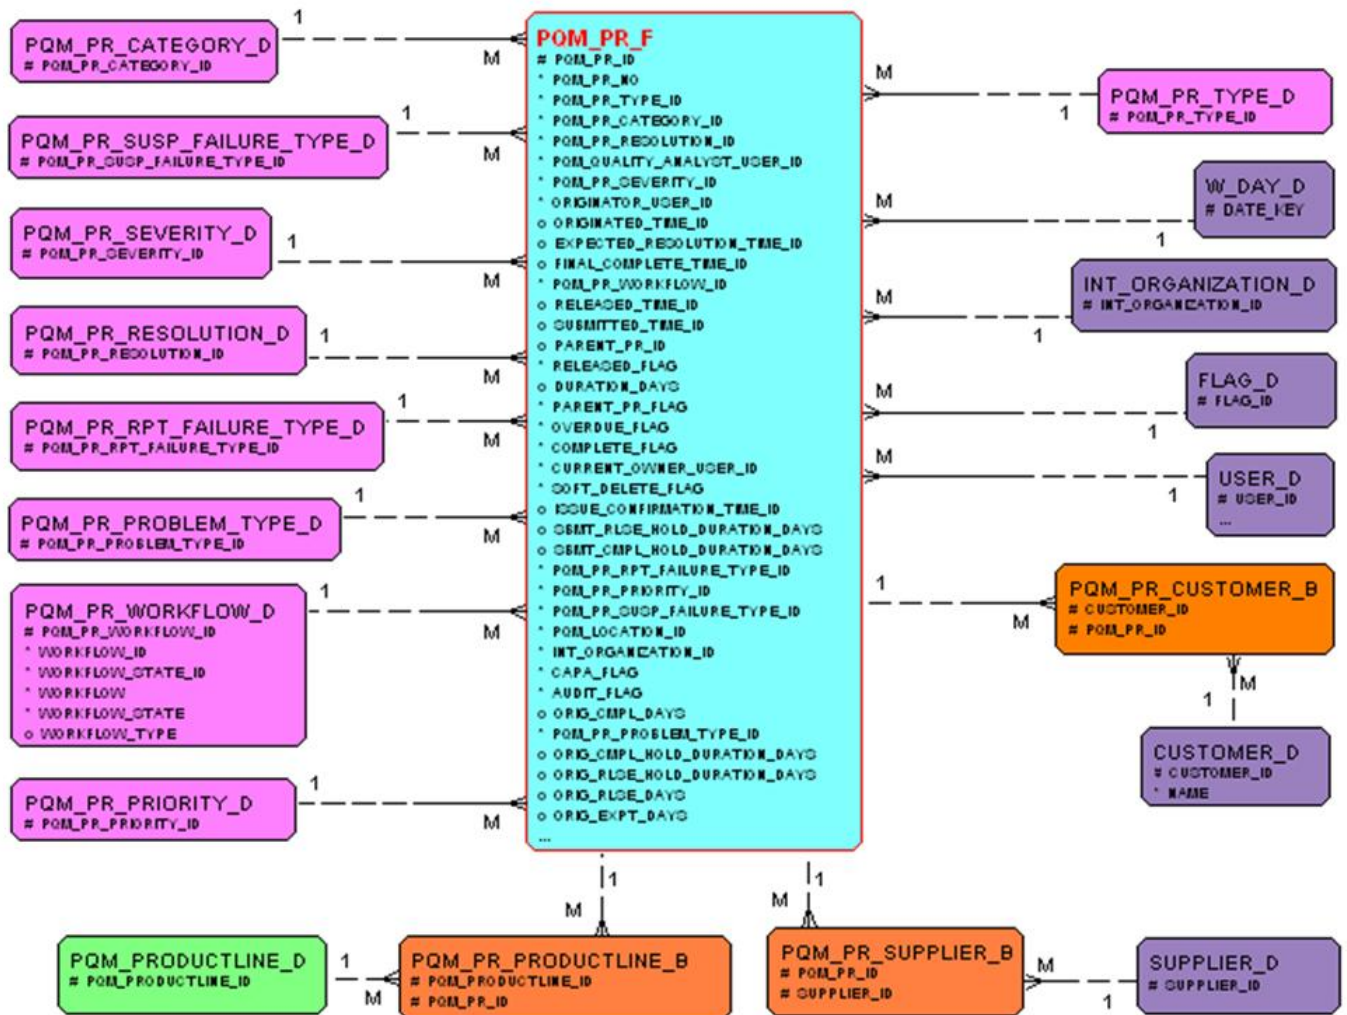 PQM_PR_CATEGORY_D
# PQM_PR_CATEGORY_ID
1
M
PQM_PR_SUSP_FAILURE_TYPE_D
# PQM_PR_SUSP_FAILURE_TYPE_ID
1
M
PQM_PR_SEVERITY_D
# PQM_PR_SEVERITY_ID
1
M
PQM_PR_RESOLUTION_D
# PQM_PR_RESOLUTION_ID
1
M
PQM_PR_RPT_FAILURE_TYPE_D
# PQM_PR_RPT_FAILURE_TYPE_ID
1
M
PQM_PR_PROBLEM_TYPE_D
# PQM_PR_PROBLEM_TYPE_ID
1
M
PQM_PR_WORKFLOW_D
# PQM_PR_WORKFLOW_ID
* WORKFLOW_ID
* WORKFLOW_STATE_ID
* WORKFLOW
* WORKFLOW_STATE
o WORKFLOW_TYPE
1
M
PQM_PR_PRIORITY_D
# PQM_PR_PRIORITY_ID
1
M
PQM_PR_F
# PQM_PR_ID
* PQM_PR_NO
* PQM_PR_TYPE_ID
* PQM_PR_CATEGORY_ID
* PQM_PR_RESOLUTION_ID
* PQM_QUALITY_ANALYST_USER_ID
* PQM_PR_SEVERITY_ID
* ORIGINATOR_USER_ID
o ORIGINATED_TIME_ID
o EXPECTED_RESOLUTION_TIME_ID
o FINAL_COMPLETE_TIME_ID
* PQM_PR_WORKFLOW_ID
o RELEASED_TIME_ID
o SUBMITTED_TIME_ID
o PARENT_PR_ID
* RELEASED_FLAG
o DURATION_DAYS
* PARENT_PR_FLAG
* OVERDUE_FLAG
* COMPLETE_FLAG
* CURRENT_OWNER_USER_ID
* SOFT_DELETE_FLAG
o ISSUE_CONFIRMATION_TIME_ID
o SBMT_RLSE_HOLD_DURATION_DAYS
o SBMT_CMPL_HOLD_DURATION_DAYS
* PQM_PR_RPT_FAILURE_TYPE_ID
* PQM_PR_PRIORITY_ID
* PQM_PR_SUSP_FAILURE_TYPE_ID
* PQM_LOCATION_ID
* INT_ORGANIZATION_ID
* CAPA_FLAG
* AUDIT_FLAG
o ORIG_CMPL_DAYS
* PQM_PR_PROBLEM_TYPE_ID
o ORIG_CMPL_HOLD_DURATION_DAYS
o ORIG_RLSE_HOLD_DURATION_DAYS
o ORIG_RLSE_DAYS
o ORIG_EXPT_DAYS
...
M
1
PQM_PR_TYPE_D
# PQM_PR_TYPE_ID
M
1
W_DAY_D
# DATE_KEY
M
1
INT_ORGANIZATION_D
# INT_ORGANIZATION_ID
M
1
FLAG_D
# FLAG_ID
M
1
USER_D
# USER_ID
...
1
M
PQM_PR_CUSTOMER_B
# CUSTOMER_ID
# PQM_PR_ID
M
1
CUSTOMER_D
# CUSTOMER_ID
* NAME
1
M
1
M
PQM_PRODUCTLINE_D
# PQM_PRODUCTLINE_ID
1
M
PQM_PR_PRODUCTLINE_B
# PQM_PRODUCTLINE_ID
# PQM_PR_ID
PQM_PR_SUPPLIER_B
# PQM_PR_ID
# SUPPLIER_ID
M
1
SUPPLIER_D
# SUPPLIER_ID